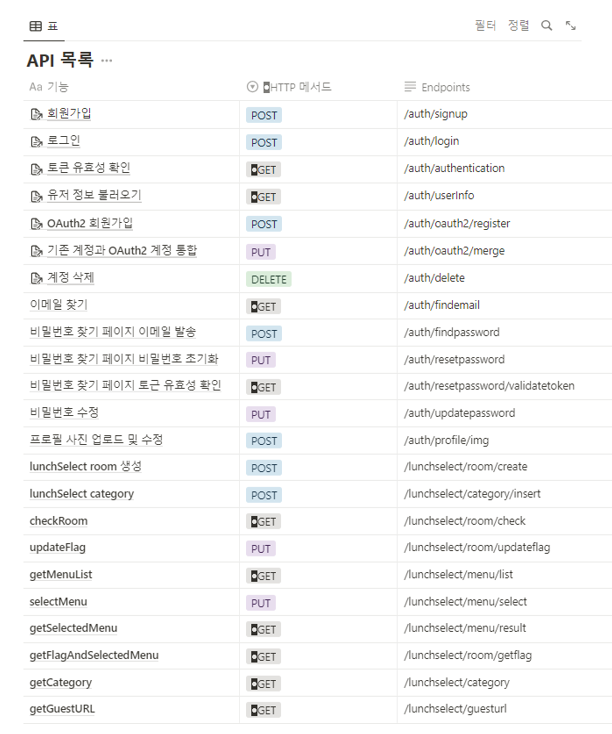 표 필터 정렬
API 목록 ...
Aa 기능 HTTP 메서드 Endpoints
회원가입 POST /auth/signup
로그인 POST /auth/login
토큰 유효성 확인 GET /auth/authentication
유저 정보 불러오기 GET /auth/userInfo
OAuth2 회원가입 POST /auth/oauth2/register
기존 계정과 OAuth2 계정 통합 PUT /auth/oauth2/merge
계정 삭제 DELETE /auth/delete
이메일 찾기 GET /auth/findemail
비밀번호 찾기 페이지 이메일 발송 POST /auth/findpassword
비밀번호 찾기 페이지 비밀번호 초기화 PUT /auth/resetpassword
비밀번호 찾기 페이지 토근 유효성 확인 GET /auth/resetpassword/validatetoken
비밀번호 수정 PUT /auth/updatepassword
프로필 사진 업로드 및 수정 POST /auth/profile/img
lunchSelect room 생성 POST /lunchselect/room/create
lunchSelect category POST /lunchselect/category/insert
checkRoom GET /lunchselect/room/check
updateFlag PUT /lunchselect/room/updateflag
getMenuList GET /lunchselect/menu/list
selectMenu PUT /lunchselect/menu/select
getSelectedMenu GET /lunchselect/menu/result
getFlagAndSelectedMenu GET /lunchselect/room/getflag
getCategory GET /lunchselect/category
getGuestURL GET /lunchselect/guesturl